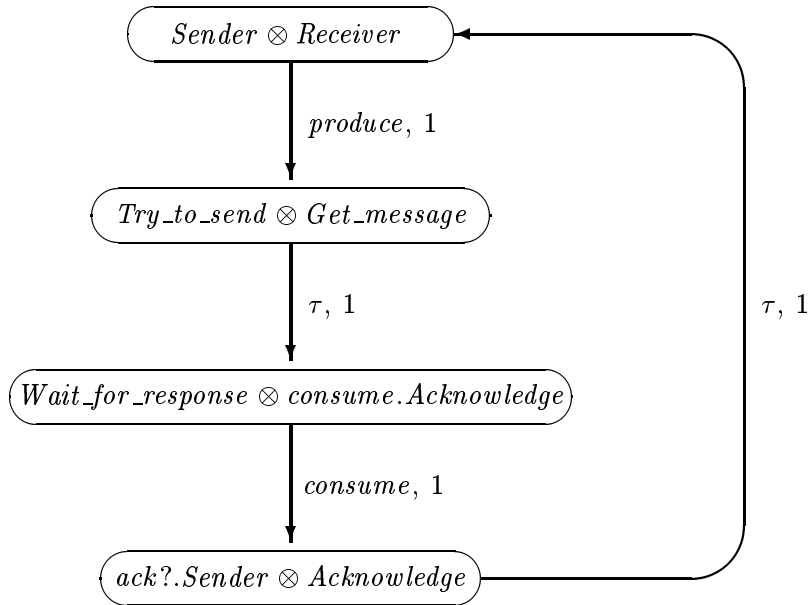 Sender ⊗ Receiver
produce, 1
Try_to_send ⊗ Get_message
τ, 1
τ, 1
Wait_for_response ⊗ consume.Acknowledge
consume, 1
ack?.Sender ⊗ Acknowledge